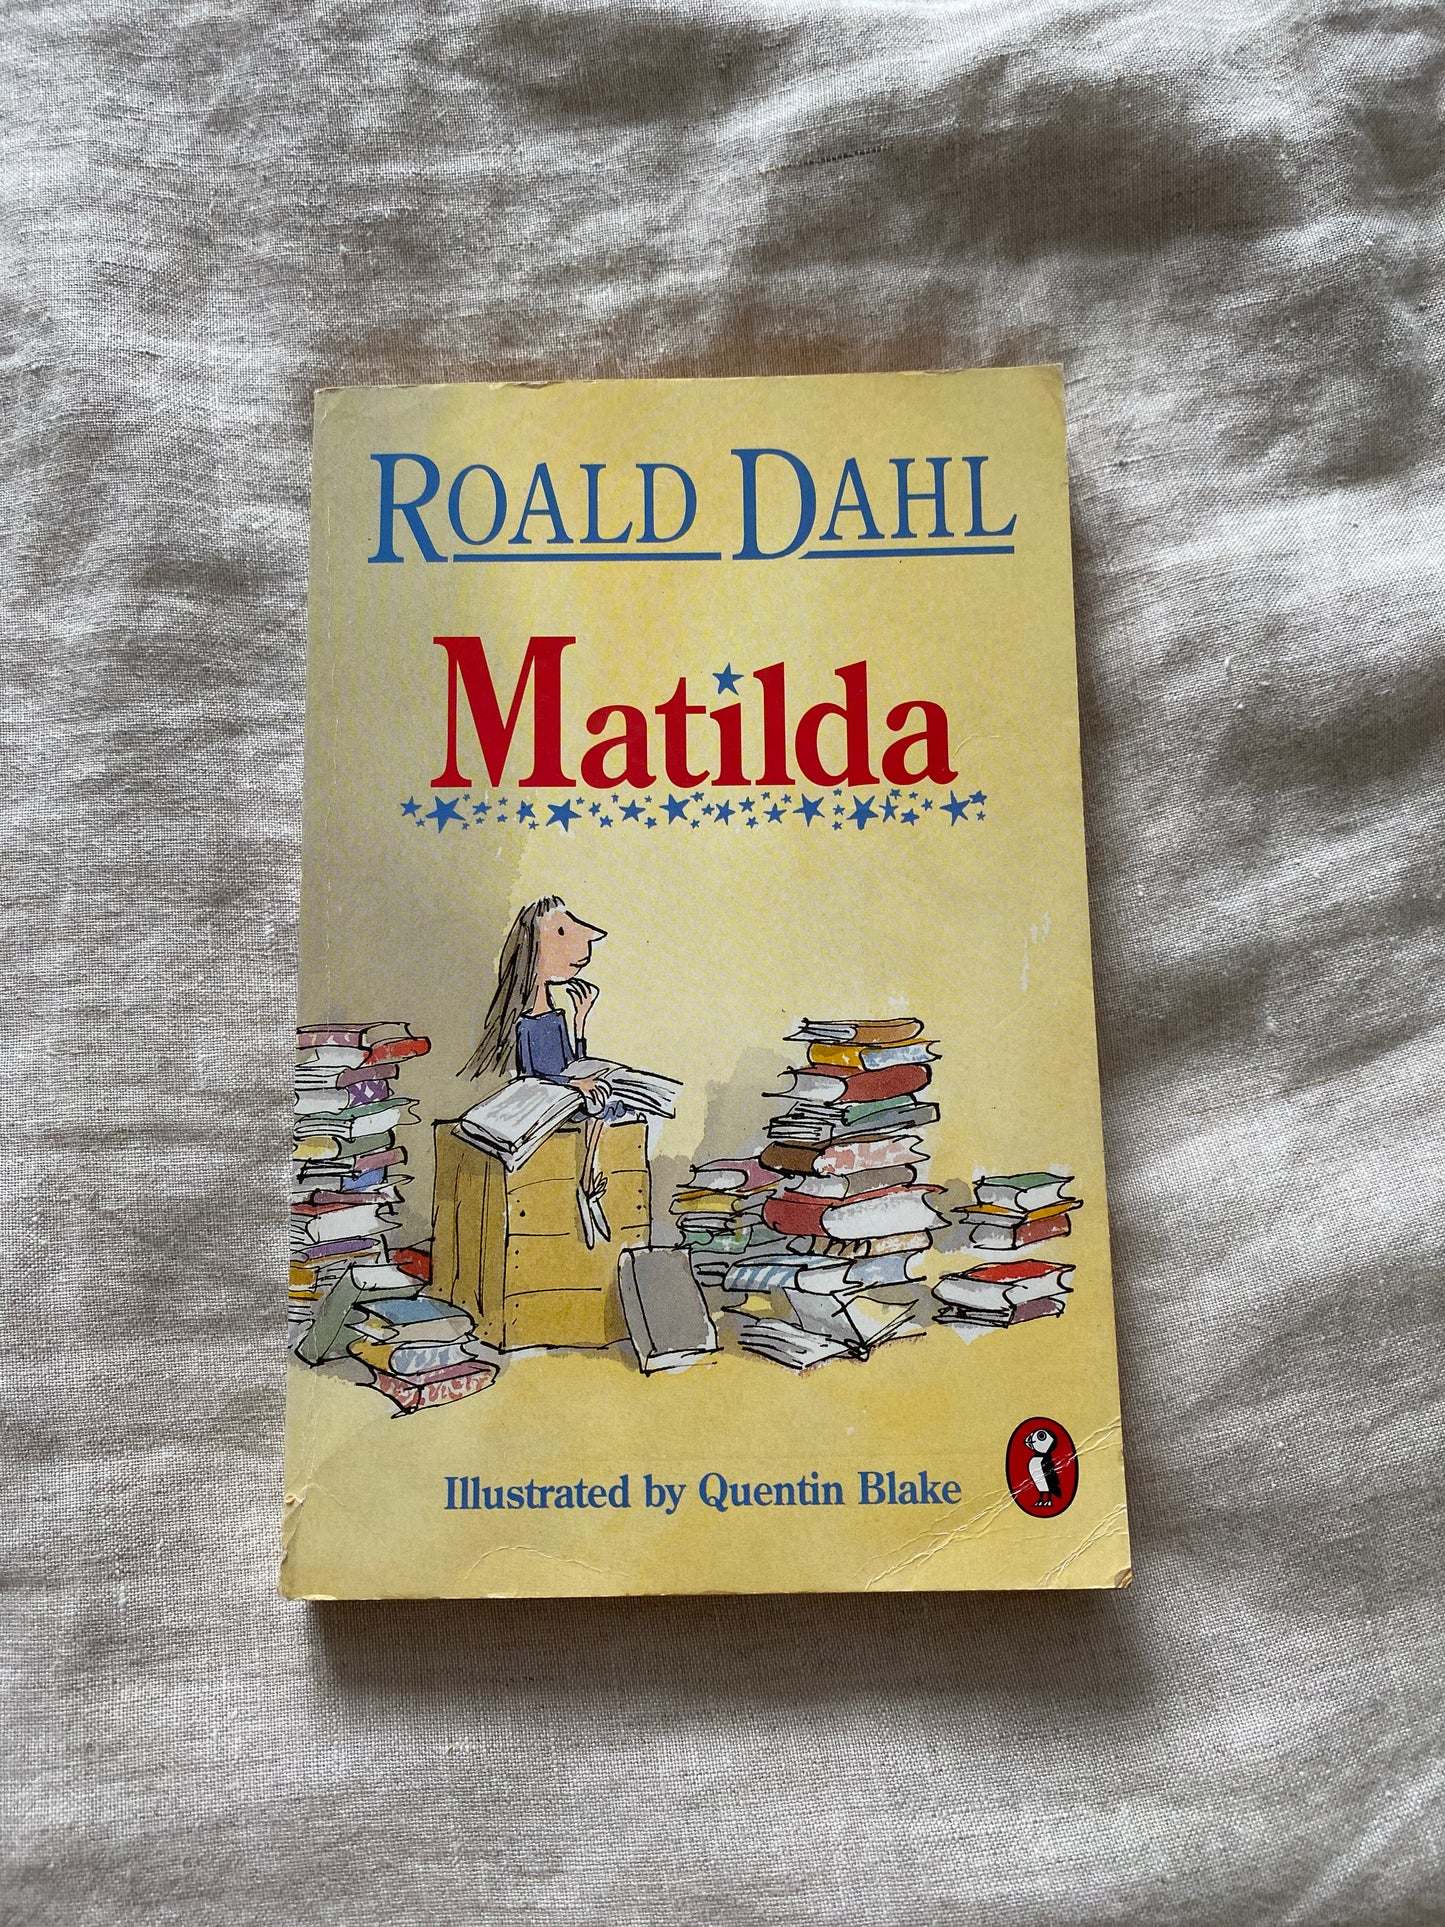 ROALD DAHL
Matilda
Illustrated by Quentin Blake